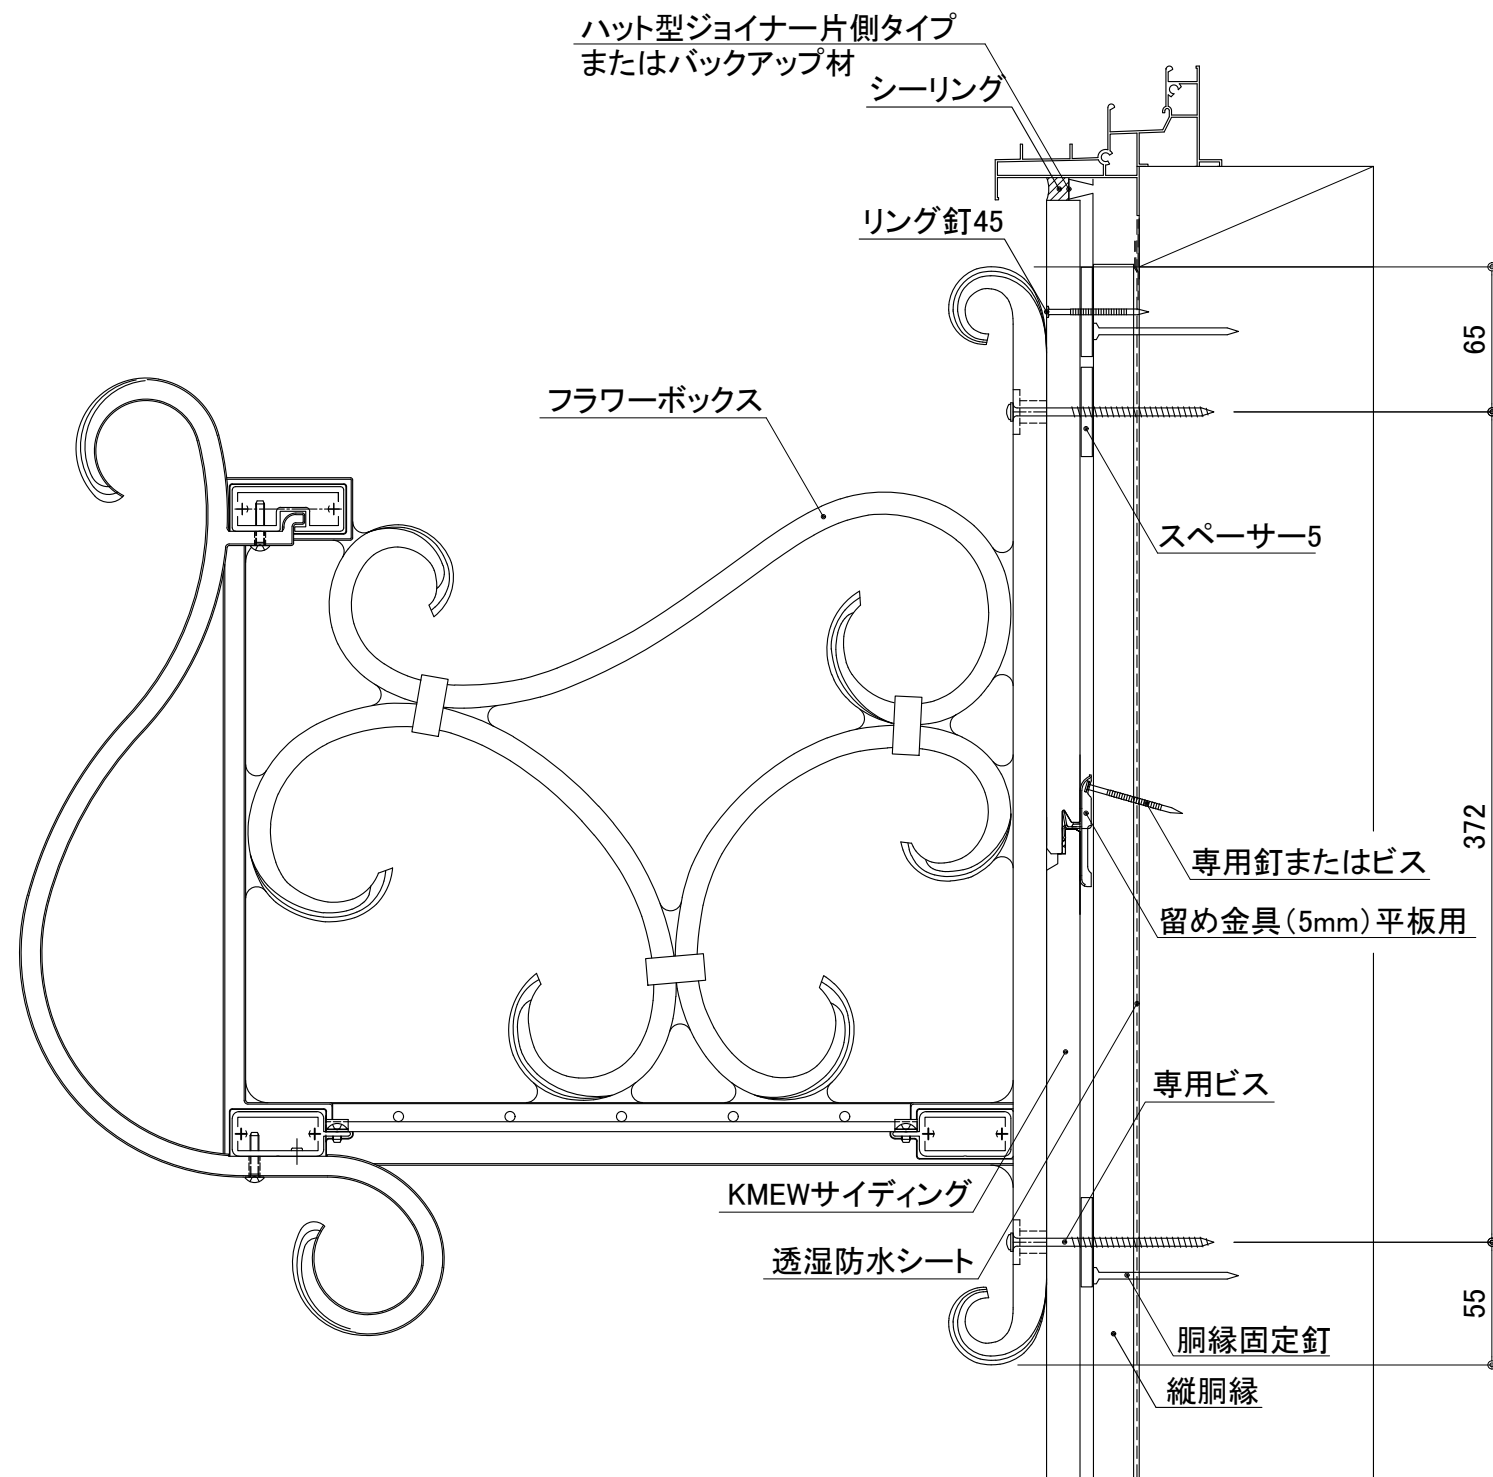 ハット型ジョイナー片側タイプ
またはバックアップ材
シーリング
リング釘45
65
フラワーボックス
スペーサー5
372
専用釘またはビス
留め金具(5mm)平板用
専用ビス
KMEWサイディング
透湿防水シート
55
胴縁固定釘
縦胴縁